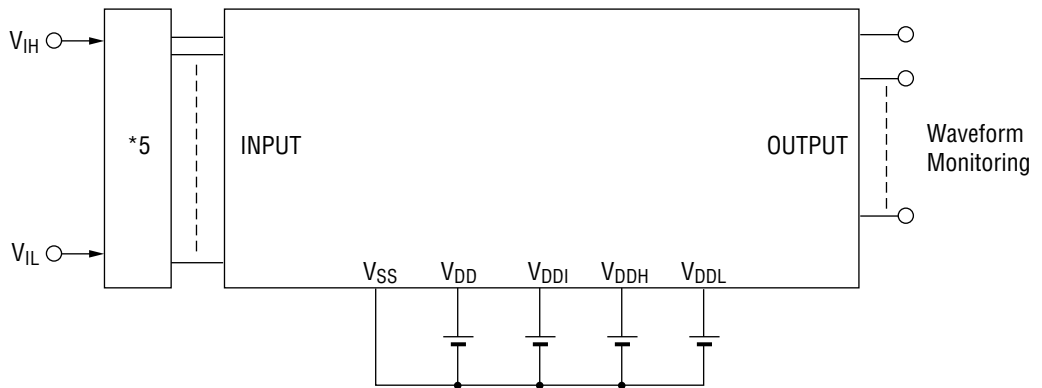 V_IH
*5
INPUT
OUTPUT
Waveform
Monitoring
V_IL
V_SS V_DD V_DDI V_DDH V_DDL